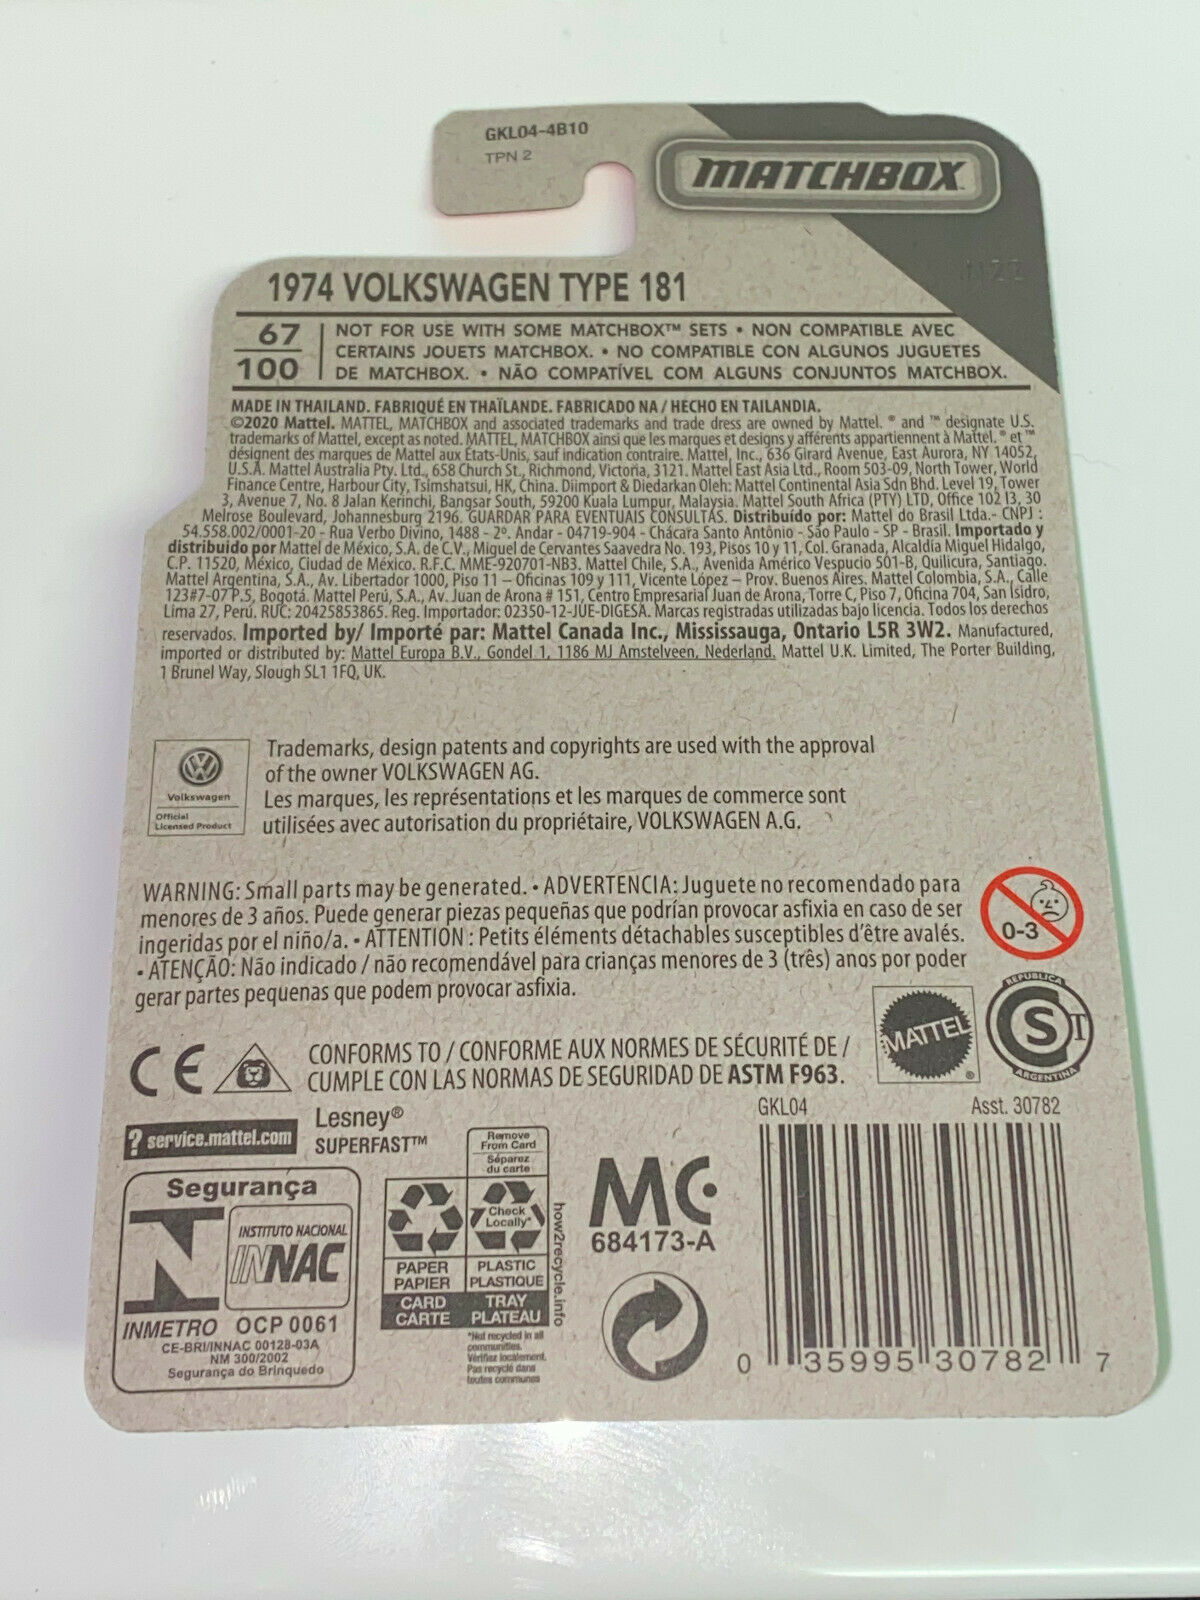 GKL04-4B10
TPN 2
MATCHBOX
1974 VOLKSWAGEN TYPE 181
67
100
NOT FOR USE WITH SOME MATCHBOX™ SETS • NON COMPATIBLE AVEC
CERTAINS JOUETS MATCHBOX. • NO COMPATIBLE CON ALGUNOS JUGUETES
DE MATCHBOX. • NÃO COMPATÍVEL COM ALGUNS CONJUNTOS MATCHBOX.
MADE IN THAILAND. FABRIQUÉ EN THAÏLANDE. FABRICADO NA / HECHO EN TAILANDIA.
©2020 Mattel. MATTEL, MATCHBOX and associated trademarks and trade dress are owned by Mattel. ® and ™ designate U.S.
trademarks of Mattel, except as noted. MATTEL, MATCHBOX ainsi que les marques et designs y afférents appartiennent à Mattel. ® et ™
désignent des marques de Mattel aux États-Unis, sauf indication contraire. Mattel, Inc., 636 Girard Avenue, East Aurora, NY 14052,
U.S.A. Mattel Australia Pty. Ltd., 658 Church St., Richmond, Victoria, 3121. Mattel East Asia Ltd., Room 503-09, North Tower, World
Finance Centre, Harbour City, Tsimshatsui, HK, China. Diimport & Diedarkan Oleh: Mattel Continental Asia Sdn Bhd. Level 19, Tower
3, Avenue 7, No. 8 Jalan Kerinchi, Bangsar South, 59200 Kuala Lumpur, Malaysia. Mattel South Africa (PTY) LTD, Office 102 I3, 30
Melrose Boulevard, Johannesburg 2196. GUARDAR PARA EVENTUAIS CONSULTAS. Distribuído por: Mattel do Brasil Ltda.- CNPJ :
54.558.002/0001-20 - Rua Verbo Divino, 1488 - 2º. Andar - 04719-904 - Chácara Santo Antônio - São Paulo - SP - Brasil. Importado y
distribuido por Mattel de México, S.A. de C.V., Miguel de Cervantes Saavedra No. 193, Pisos 10 y 11, Col. Granada, Alcaldía Miguel Hidalgo,
C.P. 11520, México, Ciudad de México. R.F.C. MME-920701-NB3. Mattel Chile, S.A., Avenida Américo Vespucio 501-B, Quilicura, Santiago.
Mattel Argentina, S.A., Av. Libertador 1000, Piso 11 – Oficinas 109 y 111, Vicente López – Prov. Buenos Aires. Mattel Colombia, S.A., Calle
123#7-07 P.5, Bogotá. Mattel Perú, S.A., Av. Juan de Arona # 151, Centro Empresarial Juan de Arona, Torre C, Piso 7, Oficina 704, San Isidro,
Lima 27, Perú. RUC: 20425853865. Reg. Importador: 02350-12-JUE-DIGESA. Marcas registradas utilizadas bajo licencia. Todos los derechos
reservados. Imported by/ Importé par: Mattel Canada Inc., Mississauga, Ontario L5R 3W2. Manufactured,
imported or distributed by: Mattel Europa B.V., Gondel 1, 1186 MJ Amstelveen, Nederland. Mattel U.K. Limited, The Porter Building,
1 Brunel Way, Slough SL1 1FQ, UK.
Volkswagen
Official
Licensed Product
Trademarks, design patents and copyrights are used with the approval
of the owner VOLKSWAGEN AG.
Les marques, les représentations et les marques de commerce sont
utilisées avec autorisation du propriétaire, VOLKSWAGEN A.G.
WARNING: Small parts may be generated. • ADVERTENCIA: Juguete no recomendado para
menores de 3 años. Puede generar piezas pequeñas que podrían provocar asfixia en caso de ser
ingeridas por el niño/a. • ATTENTION : Petits éléments détachables susceptibles d'être avalés.
• ATENÇÃO: Não indicado / não recomendável para crianças menores de 3 (três) anos por poder
gerar partes pequenas que podem provocar asfixia.
0-3
MATTEL ®
REPUBLICA
CST
ARGENTINA
CE
CONFORMS TO / CONFORME AUX NORMES DE SÉCURITÉ DE /
CUMPLE CON LAS NORMAS DE SEGURIDAD DE ASTM F963.
? service.mattel.com
Lesney®
SUPERFAST™
GKL04 Asst. 30782
Segurança
INSTITUTO NACIONAL
INNAC
INMETRO OCP 0061
CE-BRI/INNAC 00128-03A
NM 300/2002
Segurança do Brinquedo
Remove
From Card
Séparez
du carte
Check
Locally*
PAPER
PAPIER
PLASTIC
PLASTIQUE
CARD
CARTE
TRAY
PLATEAU
*Not recycled in all
communities.
Vérifiez localement.
Pas recyclé dans
toutes communes
how2recycle.info
MC
684173-A
0 35995 30782 7